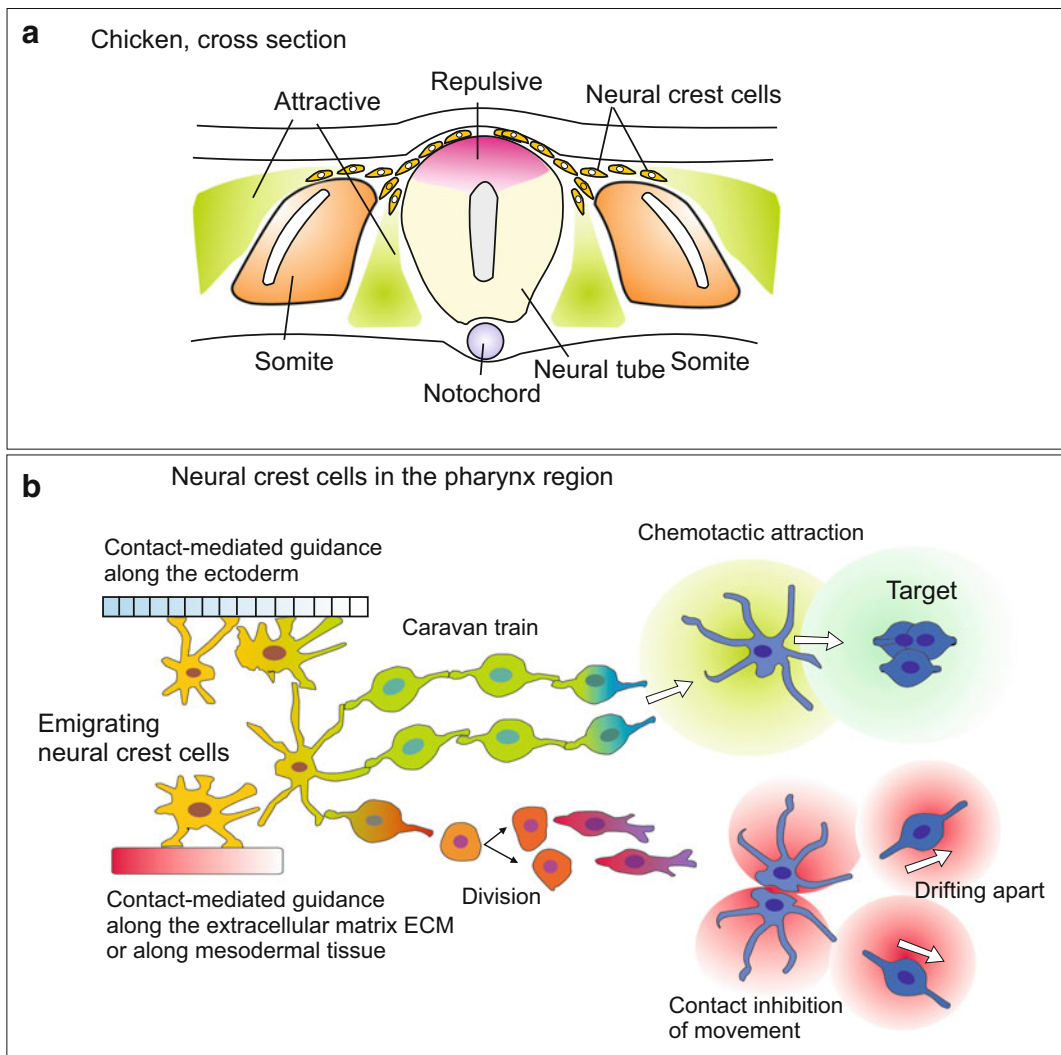 a
Chicken, cross section
Repulsive
Attractive
Neural crest cells
Somite
Neural tube
Somite
Notochord
b
Neural crest cells in the pharynx region
Contact-mediated guidance
along the ectoderm
Chemotactic attraction
Target
Caravan train
Emigrating
neural crest cells
Division
Drifting apart
Contact-mediated guidance
along the extracellular matrix ECM
or along mesodermal tissue
Contact inhibition
of movement